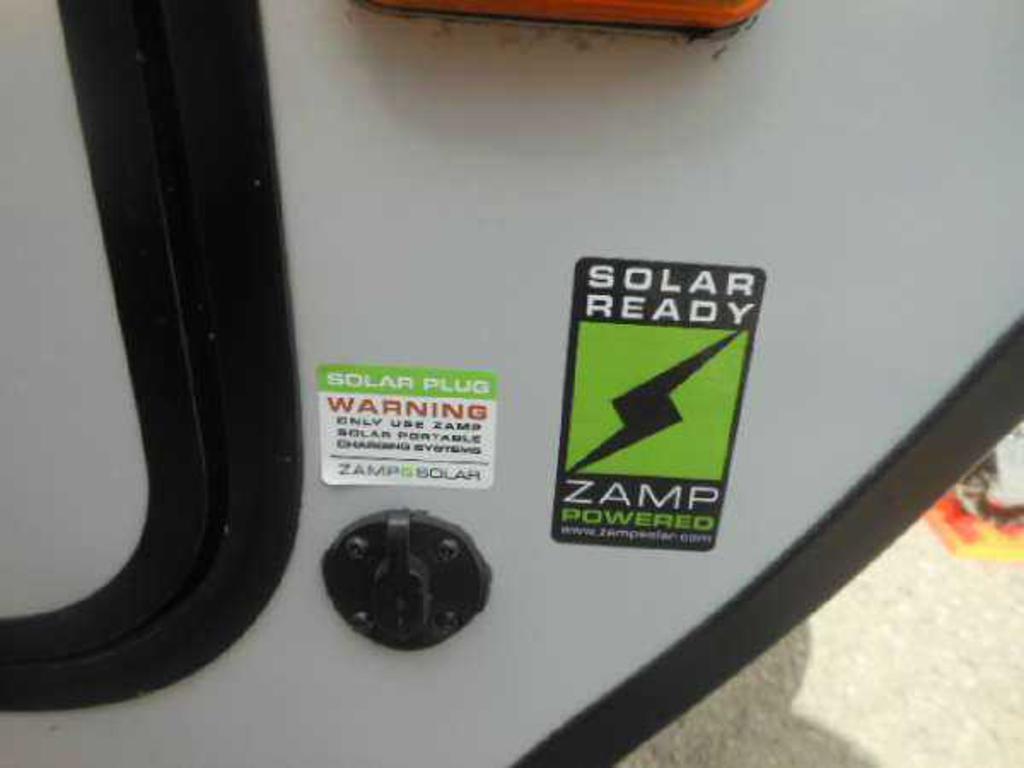 SOLAR PLUG
WARNING
ONLY USE ZAMP
SOLAR PORTABLE
CHARGING SYSTEMS
ZAMP SOLAR
SOLAR
READY
ZAMP
POWERED
www.zampsolar.com